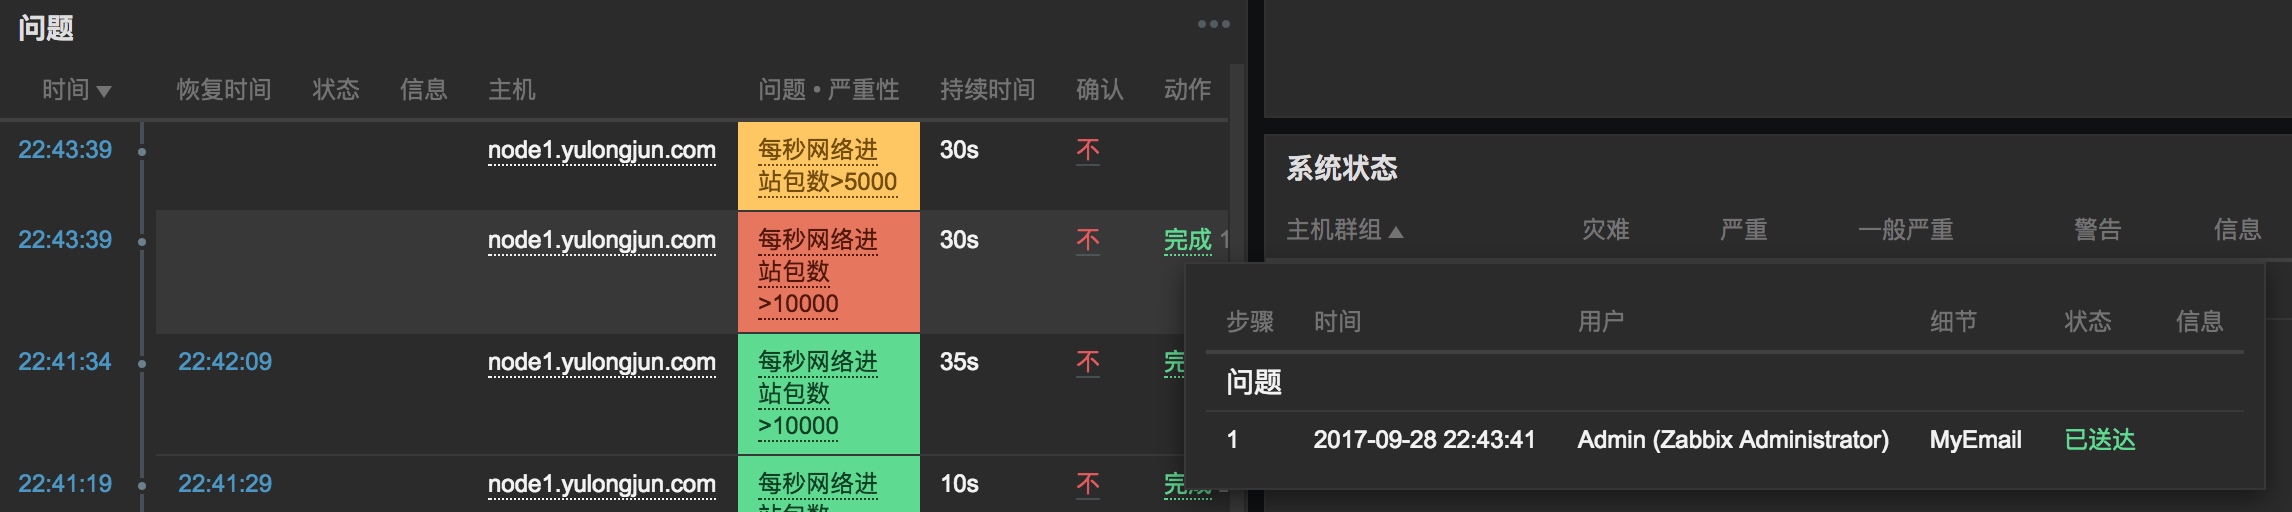 问题
时间 恢复时间 状态 信息 主机 问题 • 严重性 持续时间 确认 动作
22:43:39 node1.yulongjun.com 每秒网络进 30s 不
站包数>5000
22:43:39 node1.yulongjun.com 每秒网络进 30s 不 完成 1
站包数
>10000
22:41:34 22:42:09 node1.yulongjun.com 每秒网络进 35s 不
站包数
>10000
22:41:19 22:41:29 node1.yulongjun.com 每秒网络进 10s 不 完成
站包数
系统状态
主机群组 灾难 严重 一般严重 警告 信息
步骤 时间 用户 细节 状态 信息
问题
1 2017-09-28 22:43:41 Admin (Zabbix Administrator) MyEmail 已送达